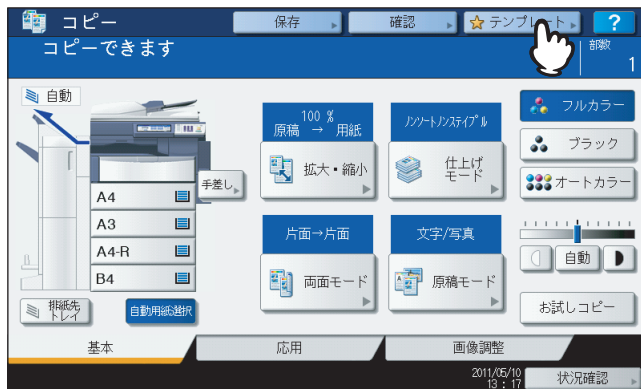 コピー
保存
確認
テンプレート
?
コピーできます
部数
1
自動
A4
A3
A4-R
B4
手差し
排紙先
トレイ
自動用紙選択
100 %
原稿 → 用紙
拡大・縮小
ノンソートノンステイプル
仕上げ
モード
片面→片面
両面モード
文字/写真
原稿モード
フルカラー
ブラック
オートカラー
自動
お試しコピー
基本
応用
画像調整
2011/05/10
13 : 17
状況確認